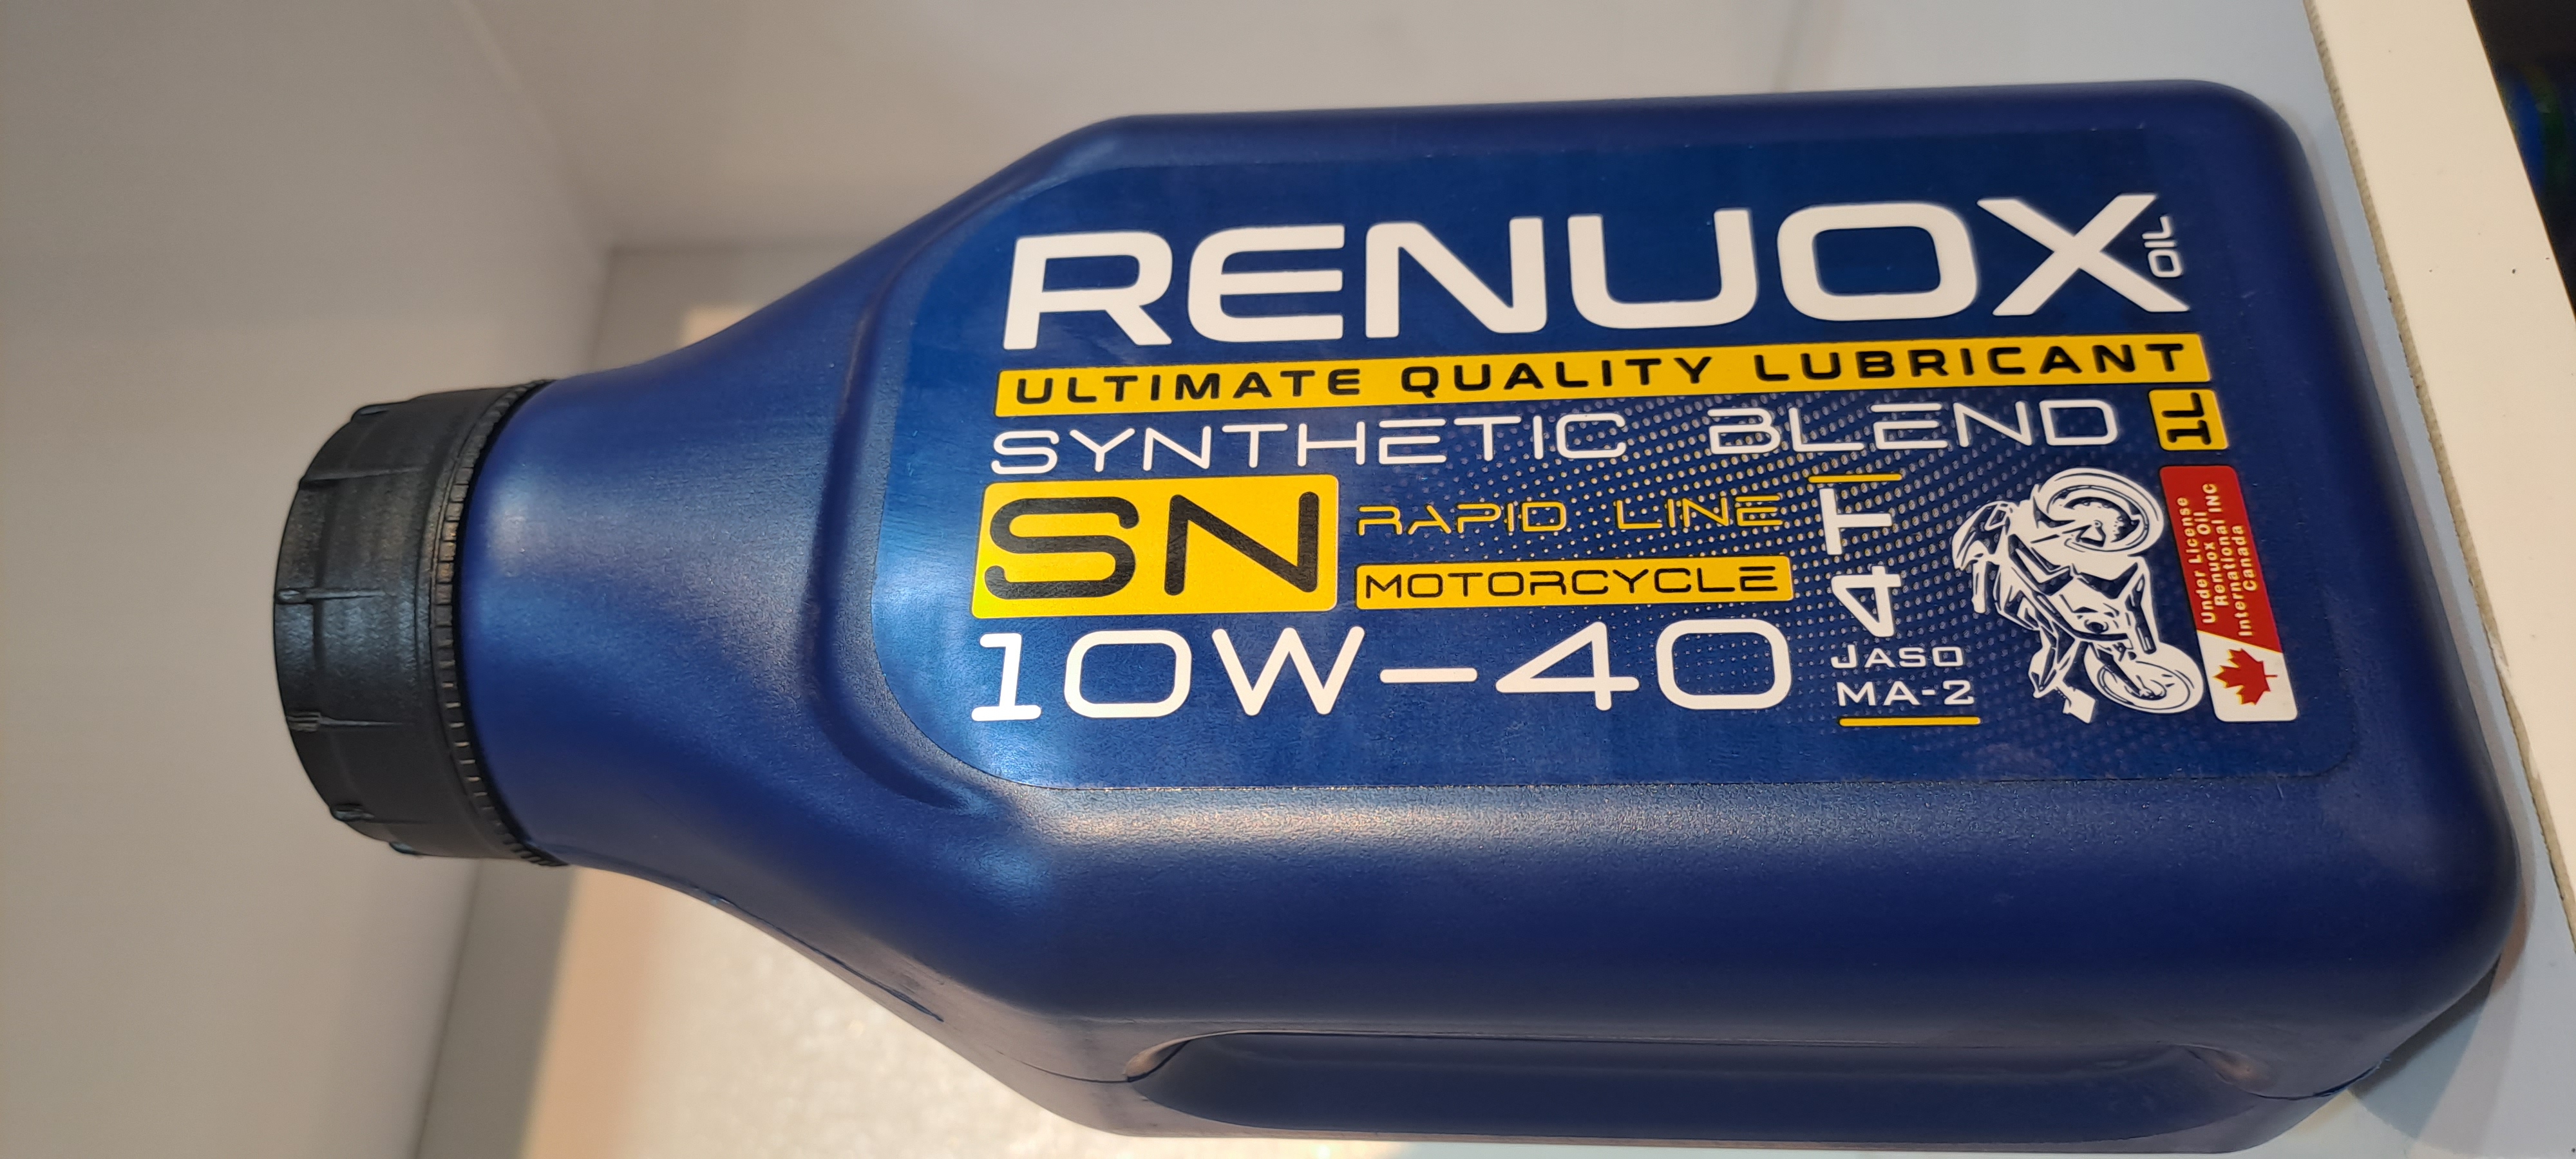 RENUOX
OIL
ULTIMATE QUALITY LUBRICANT
SYNTHETIC BLEND
1L
SN
RAPID LINE
MOTORCYCLE
4T
10W-40
JASO
MA-2
Under License
Renuox Oil
International INC
Canada